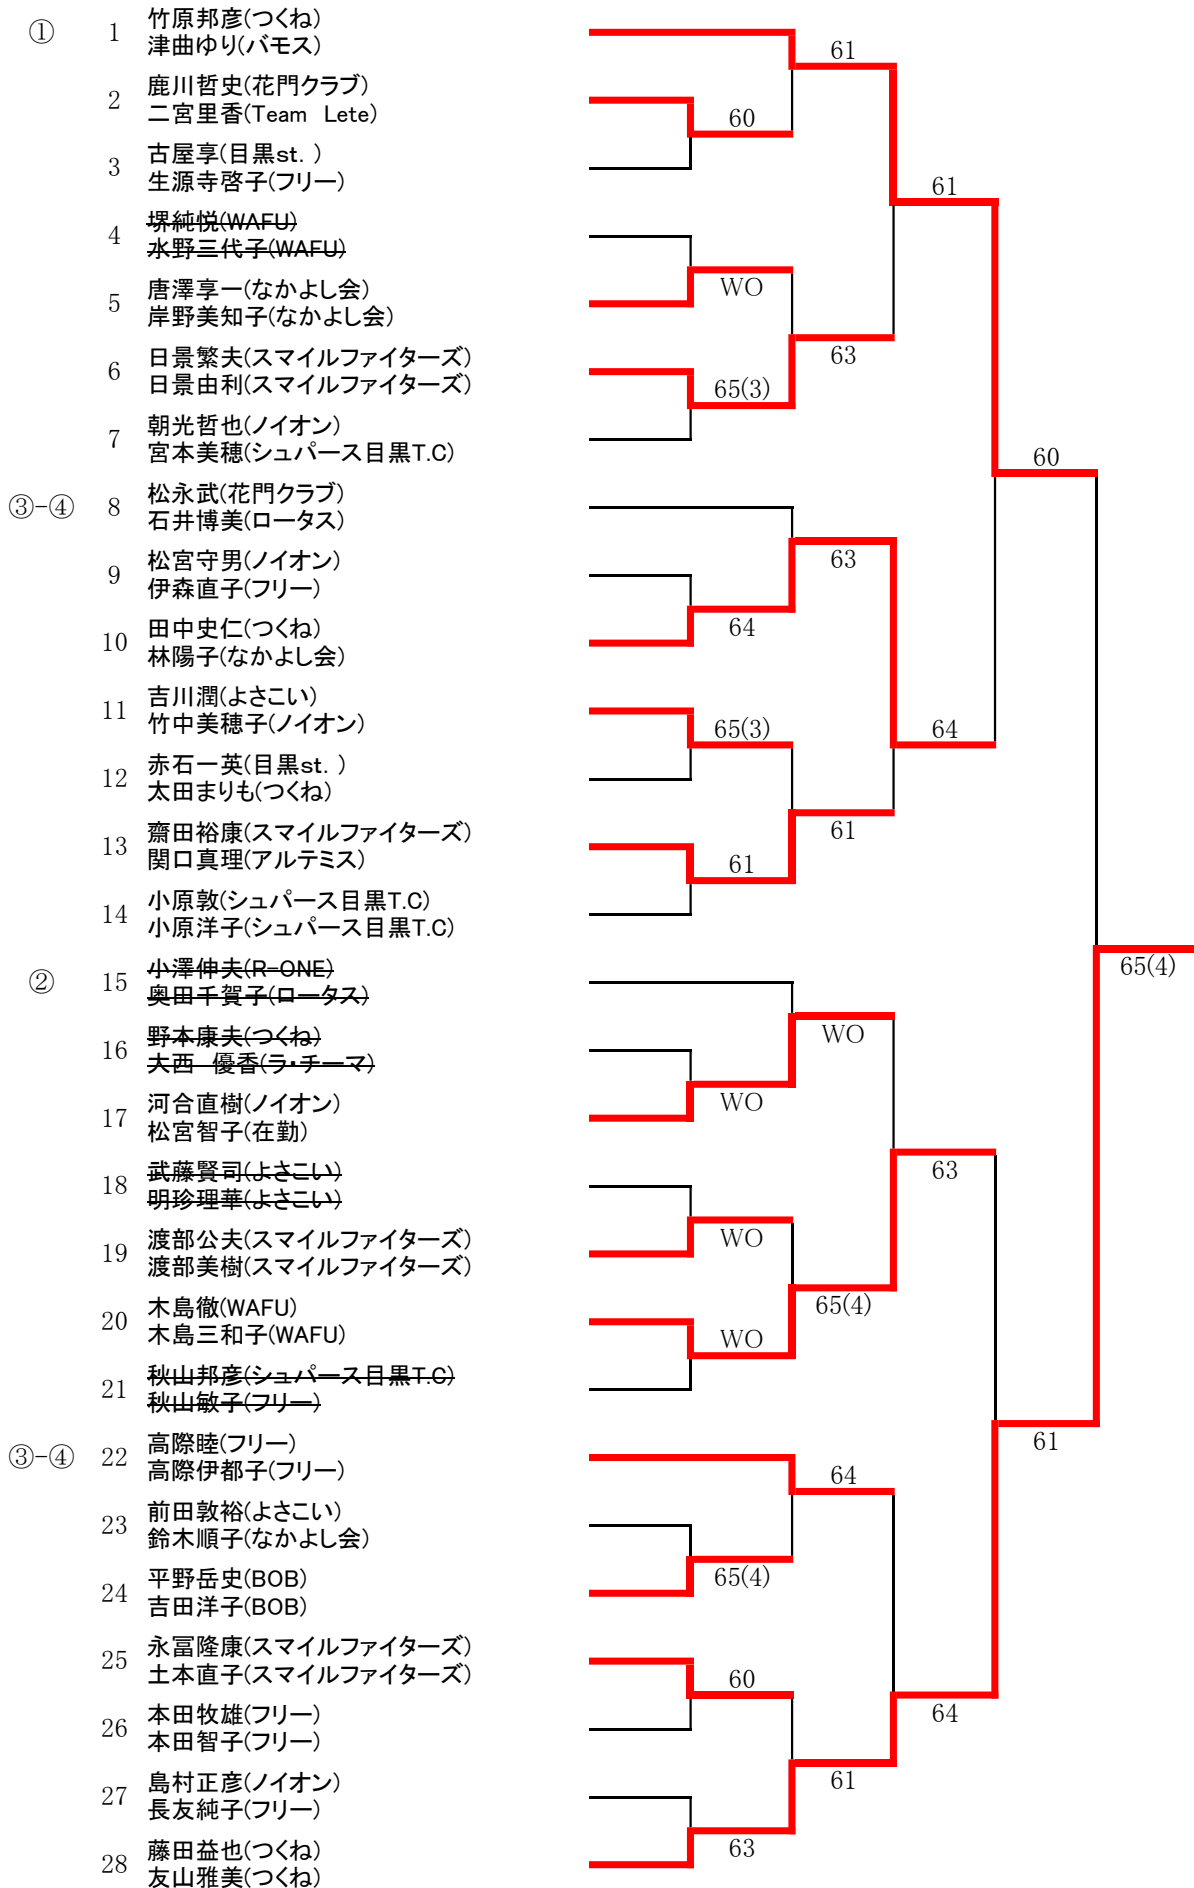 ① 1 竹原邦彦(つくね)
津曲ゆり(バモス)
61
2 鹿川哲史(花門クラブ)
二宮里香(Team Lete)
60
3 古屋享(目黒st. )
生源寺啓子(フリー)
61
4 堺純悦(WAFU)
水野三代子(WAFU)
WO
5 唐澤享一(なかよし会)
岸野美知子(なかよし会)
63
6 日景繁夫(スマイルファイターズ)
日景由利(スマイルファイターズ)
65(3)
7 朝光哲也(ノイオン)
宮本美穂(シュパース目黒T.C)
60
③-④ 8 松永武(花門クラブ)
石井博美(ロータス)
63
9 松宮守男(ノイオン)
伊森直子(フリー)
64
10 田中史仁(つくね)
林陽子(なかよし会)
11 吉川潤(よさこい)
竹中美穂子(ノイオン)
65(3)
64
12 赤石一英(目黒st. )
太田まりも(つくね)
61
13 齋田裕康(スマイルファイターズ)
関口真理(アルテミス)
61
14 小原敦(シュパース目黒T.C)
小原洋子(シュパース目黒T.C)
65(4)
② 15 小澤伸夫(R-ONE)
奥田千賀子(ロータス)
WO
16 野本康夫(つくね)
大西 優香(ラ・チーマ)
WO
17 河合直樹(ノイオン)
松宮智子(在勤)
63
18 武藤賢司(よさこい)
明珍理華(よさこい)
WO
19 渡部公夫(スマイルファイターズ)
渡部美樹(スマイルファイターズ)
65(4)
20 木島徹(WAFU)
木島三和子(WAFU)
WO
21 秋山邦彦(シュパース目黒T.C)
秋山敏子(フリー)
61
③-④ 22 高際睦(フリー)
高際伊都子(フリー)
64
23 前田敦裕(よさこい)
鈴木順子(なかよし会)
65(4)
24 平野岳史(BOB)
吉田洋子(BOB)
25 永冨隆康(スマイルファイターズ)
土本直子(スマイルファイターズ)
60
64
26 本田牧雄(フリー)
本田智子(フリー)
61
27 島村正彦(ノイオン)
長友純子(フリー)
63
28 藤田益也(つくね)
友山雅美(つくね)